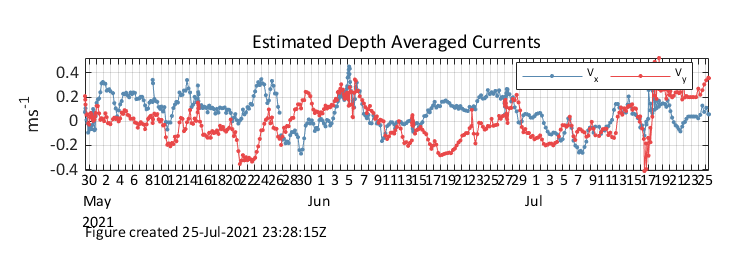 Estimated Depth Averaged Currents
Vx Vy
0.4
0.2
0
-0.2
-0.4
ms-1
30 2 4 6 8 10 12 14 16 18 20 22 24 26 28 30 1 3 5 7 9 11 13 15 17 19 21 23 25 27 29 1 3 5 7 9 11 13 15 17 19 21 23 25
May Jun Jul
2021
Figure created 25-Jul-2021 23:28:15Z